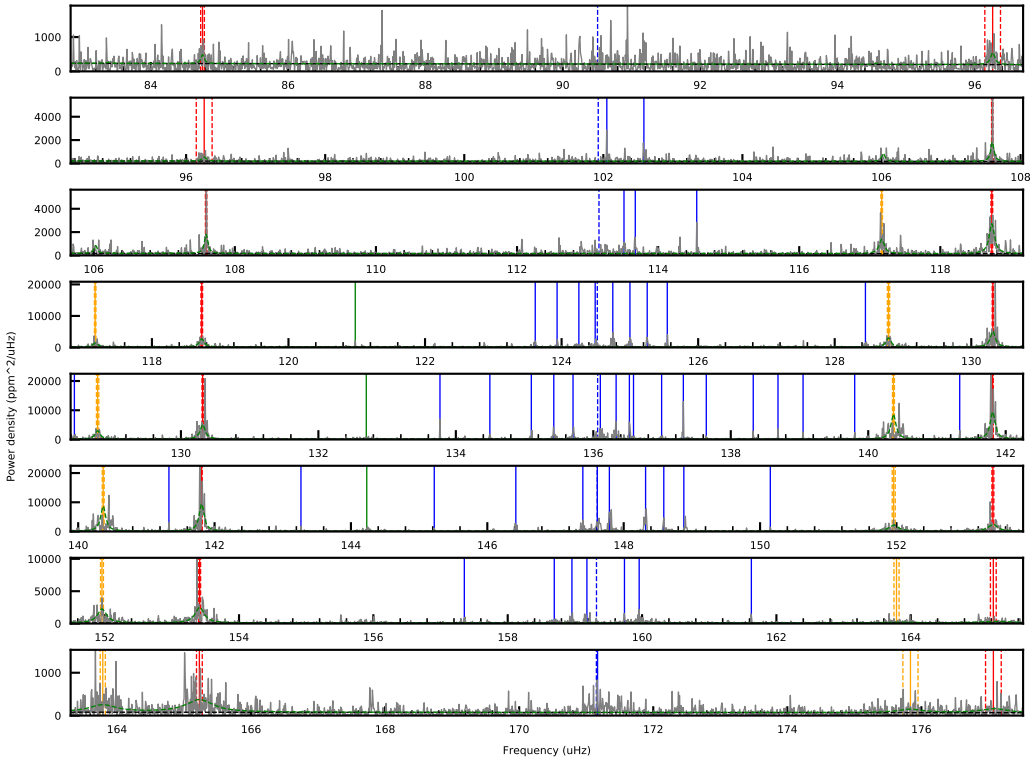 1000
0
84 86 88 90 92 94 96
4000
2000
0
96 98 100 102 104 106 108
4000
2000
0
106 108 110 112 114 116 118
20000
10000
0
118 120 122 124 126 128 130
20000
10000
0
130 132 134 136 138 140 142
20000
10000
0
140 142 144 146 148 150 152
10000
5000
0
152 154 156 158 160 162 164
1000
0
164 166 168 170 172 174 176
Power density (ppm^2/uHz)
Frequency (uHz)